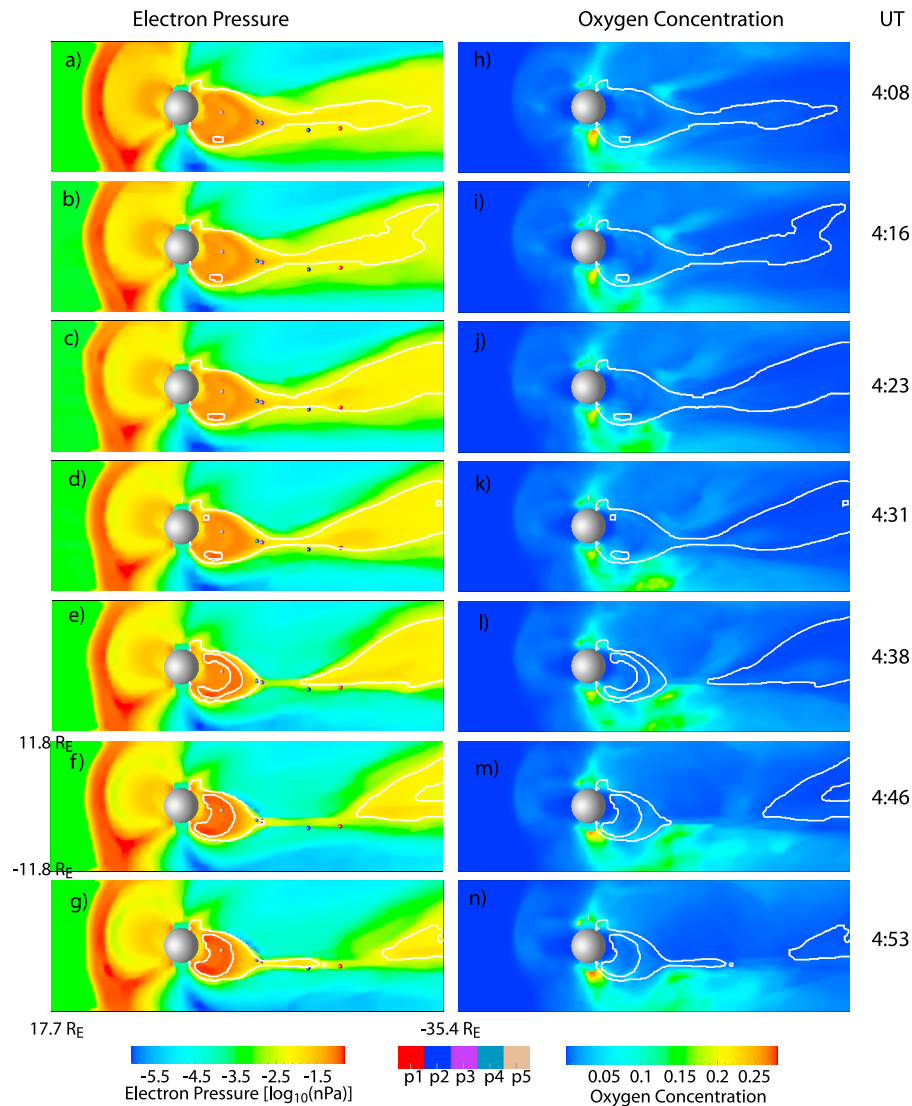 Electron Pressure Oxygen Concentration UT
a) h) 4:08
b) i) 4:16
c) j) 4:23
d) k) 4:31
e) l) 4:38
11.8 R_E
f) m) 4:46
-11.8 R_E
g) n) 4:53
17.7 R_E -35.4 R_E
-5.5 -4.5 -3.5 -2.5 -1.5 p1 p2 p3 p4 p5 0.05 0.1 0.15 0.2 0.25
Electron Pressure [log10(nPa)] Oxygen Concentration